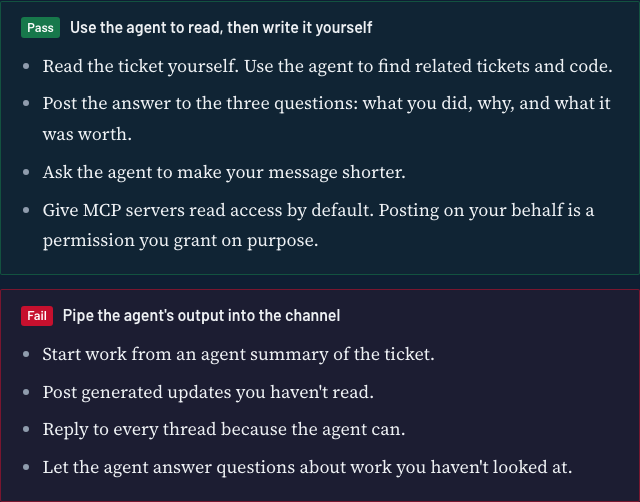 Pass Use the agent to read, then write it yourself
• Read the ticket yourself. Use the agent to find related tickets and code.
• Post the answer to the three questions: what you did, why, and what it
was worth.
• Ask the agent to make your message shorter.
• Give MCP servers read access by default. Posting on your behalf is a
permission you grant on purpose.
Fail Pipe the agent's output into the channel
• Start work from an agent summary of the ticket.
• Post generated updates you haven't read.
• Reply to every thread because the agent can.
• Let the agent answer questions about work you haven't looked at.